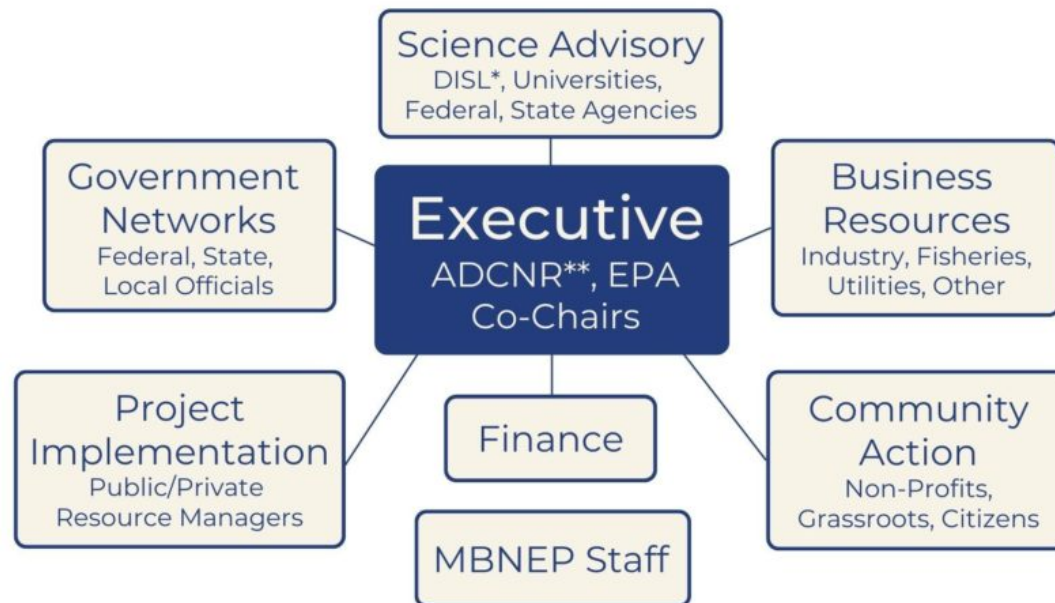 Science Advisory
DISL*, Universities,
Federal, State Agencies
Government
Networks
Federal, State,
Local Officials
Executive
ADCNR**, EPA
Co-Chairs
Business
Resources
Industry, Fisheries,
Utilities, Other
Project
Implementation
Public/Private
Resource Managers
Finance
Community
Action
Non-Profits,
Grassroots, Citizens
MBNEP Staff